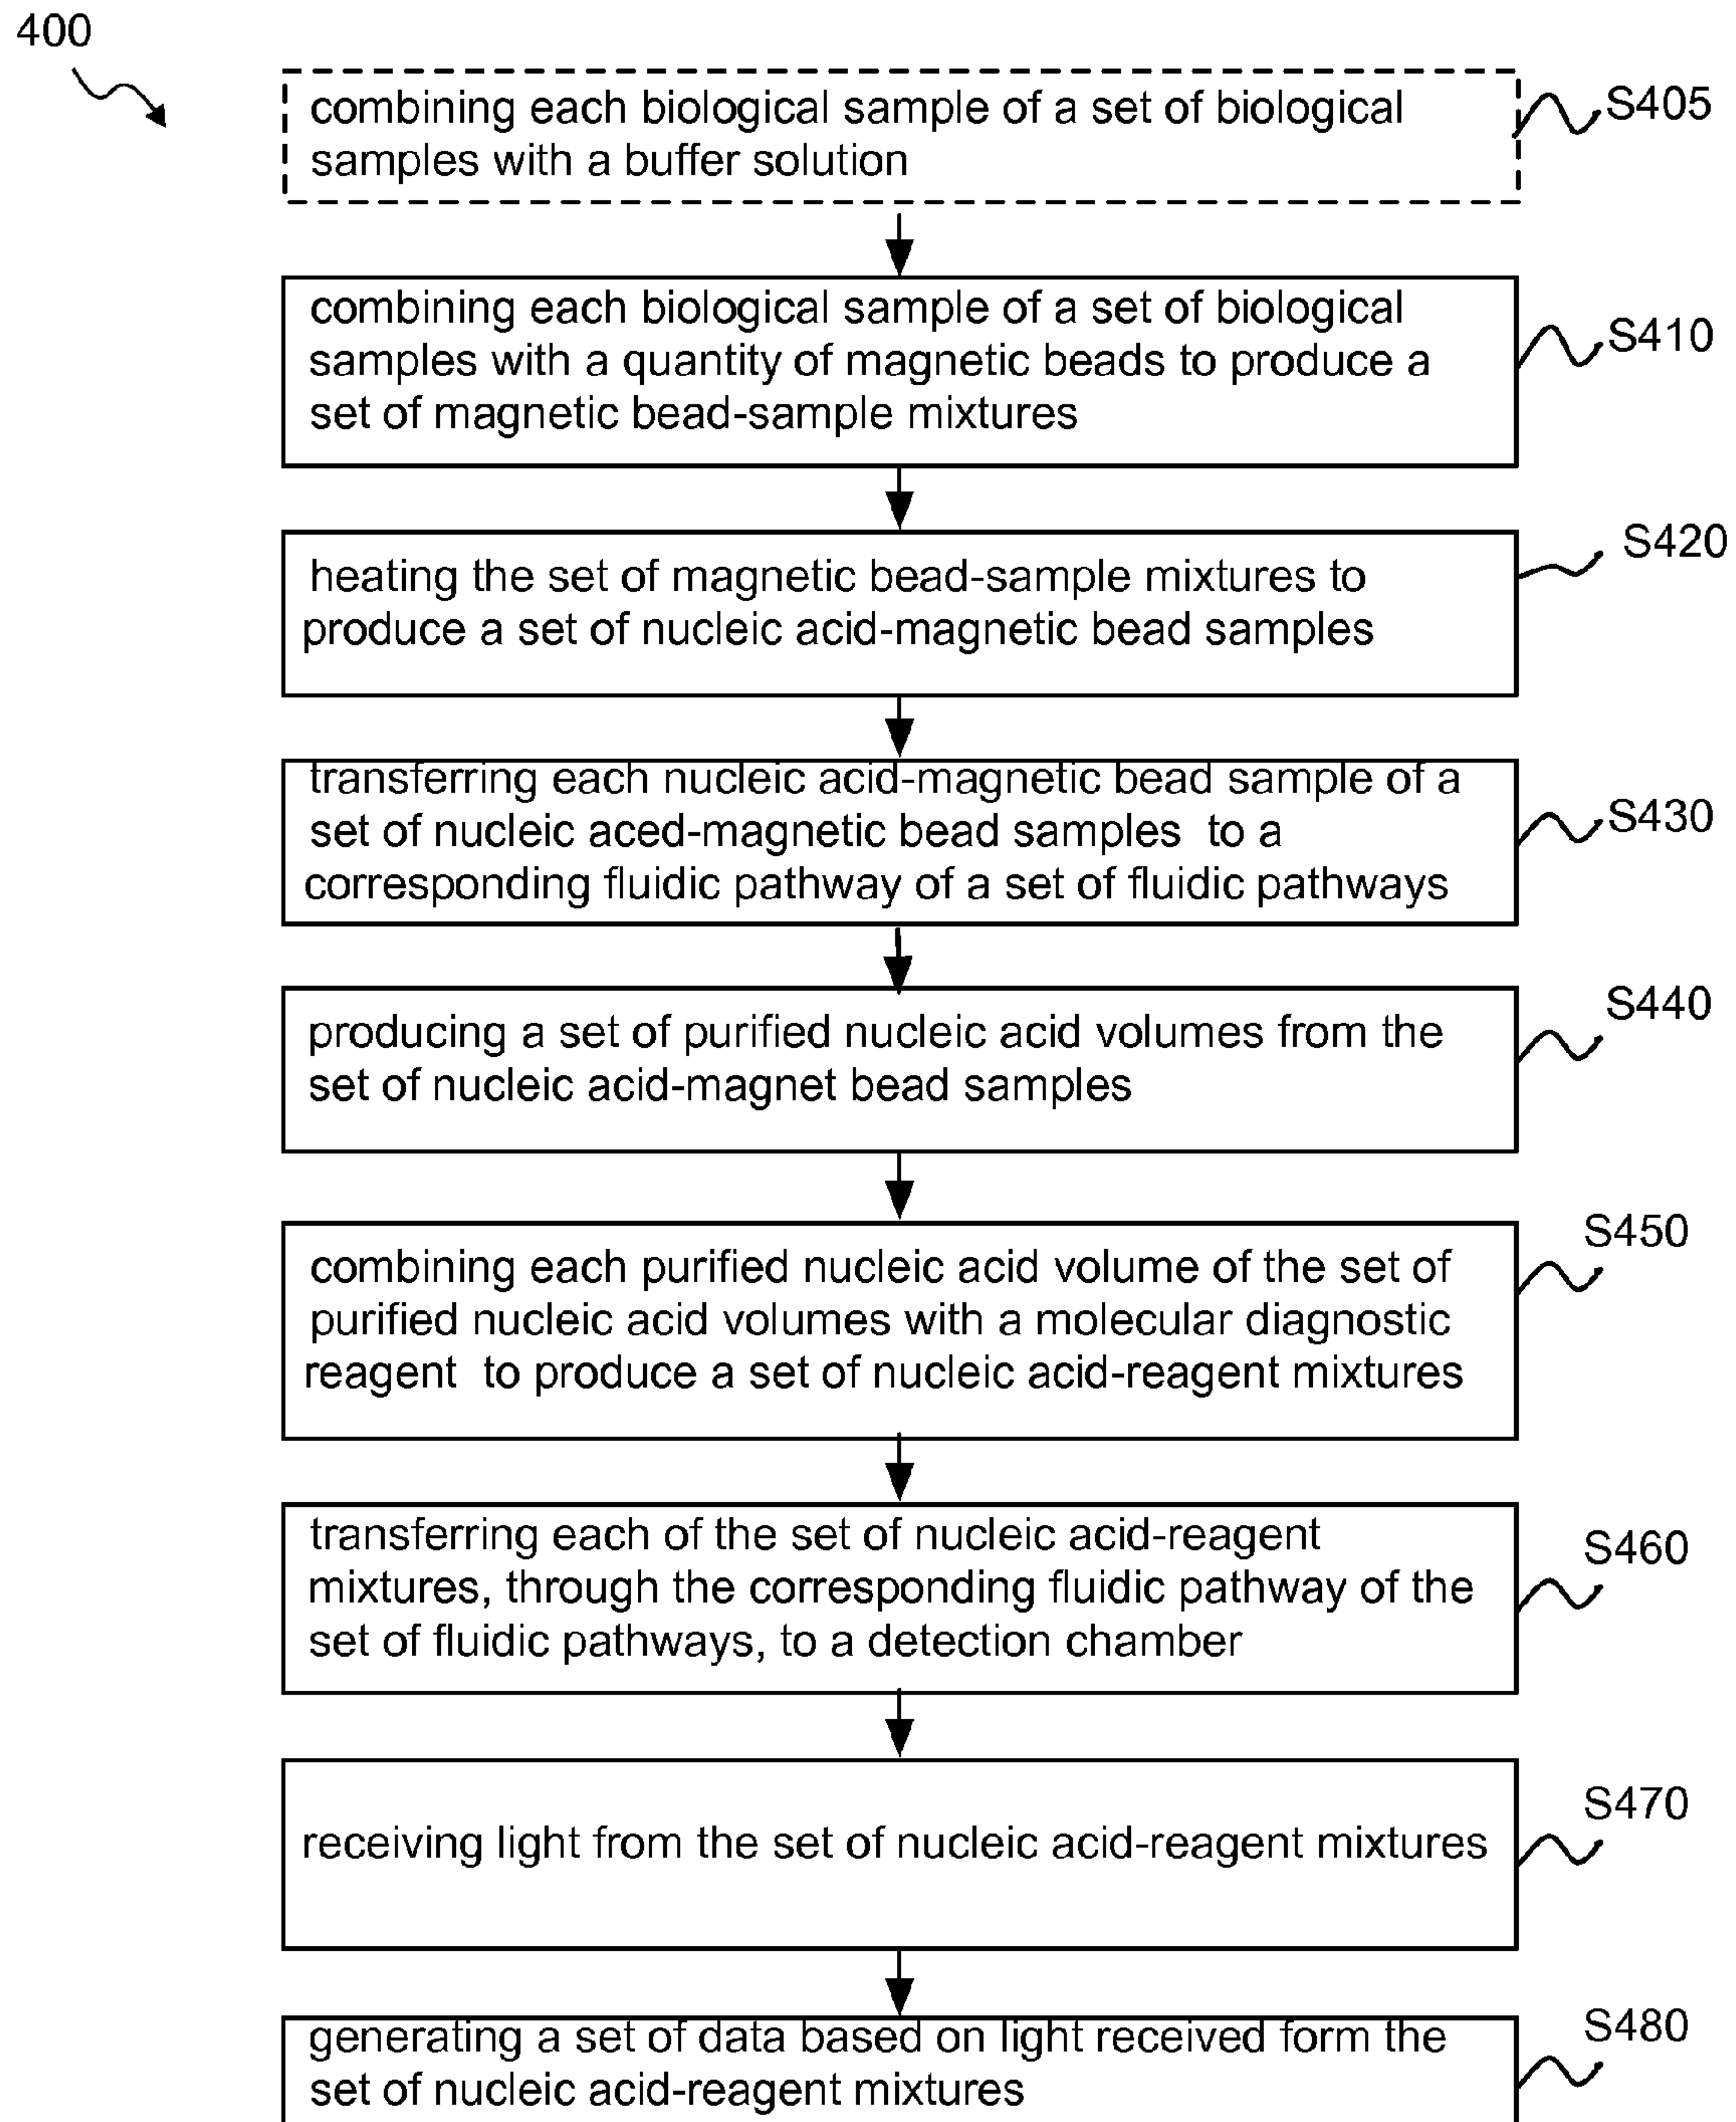 400
combining each biological sample of a set of biological
samples with a buffer solution
S405
combining each biological sample of a set of biological
samples with a quantity of magnetic beads to produce a
set of magnetic bead-sample mixtures
S410
heating the set of magnetic bead-sample mixtures to
produce a set of nucleic acid-magnetic bead samples
S420
transferring each nucleic acid-magnetic bead sample of a
set of nucleic aced-magnetic bead samples to a
corresponding fluidic pathway of a set of fluidic pathways
S430
producing a set of purified nucleic acid volumes from the
set of nucleic acid-magnet bead samples
S440
combining each purified nucleic acid volume of the set of
purified nucleic acid volumes with a molecular diagnostic
reagent to produce a set of nucleic acid-reagent mixtures
S450
transferring each of the set of nucleic acid-reagent
mixtures, through the corresponding fluidic pathway of the
set of fluidic pathways, to a detection chamber
S460
receiving light from the set of nucleic acid-reagent mixtures
S470
generating a set of data based on light received form the
set of nucleic acid-reagent mixtures
S480